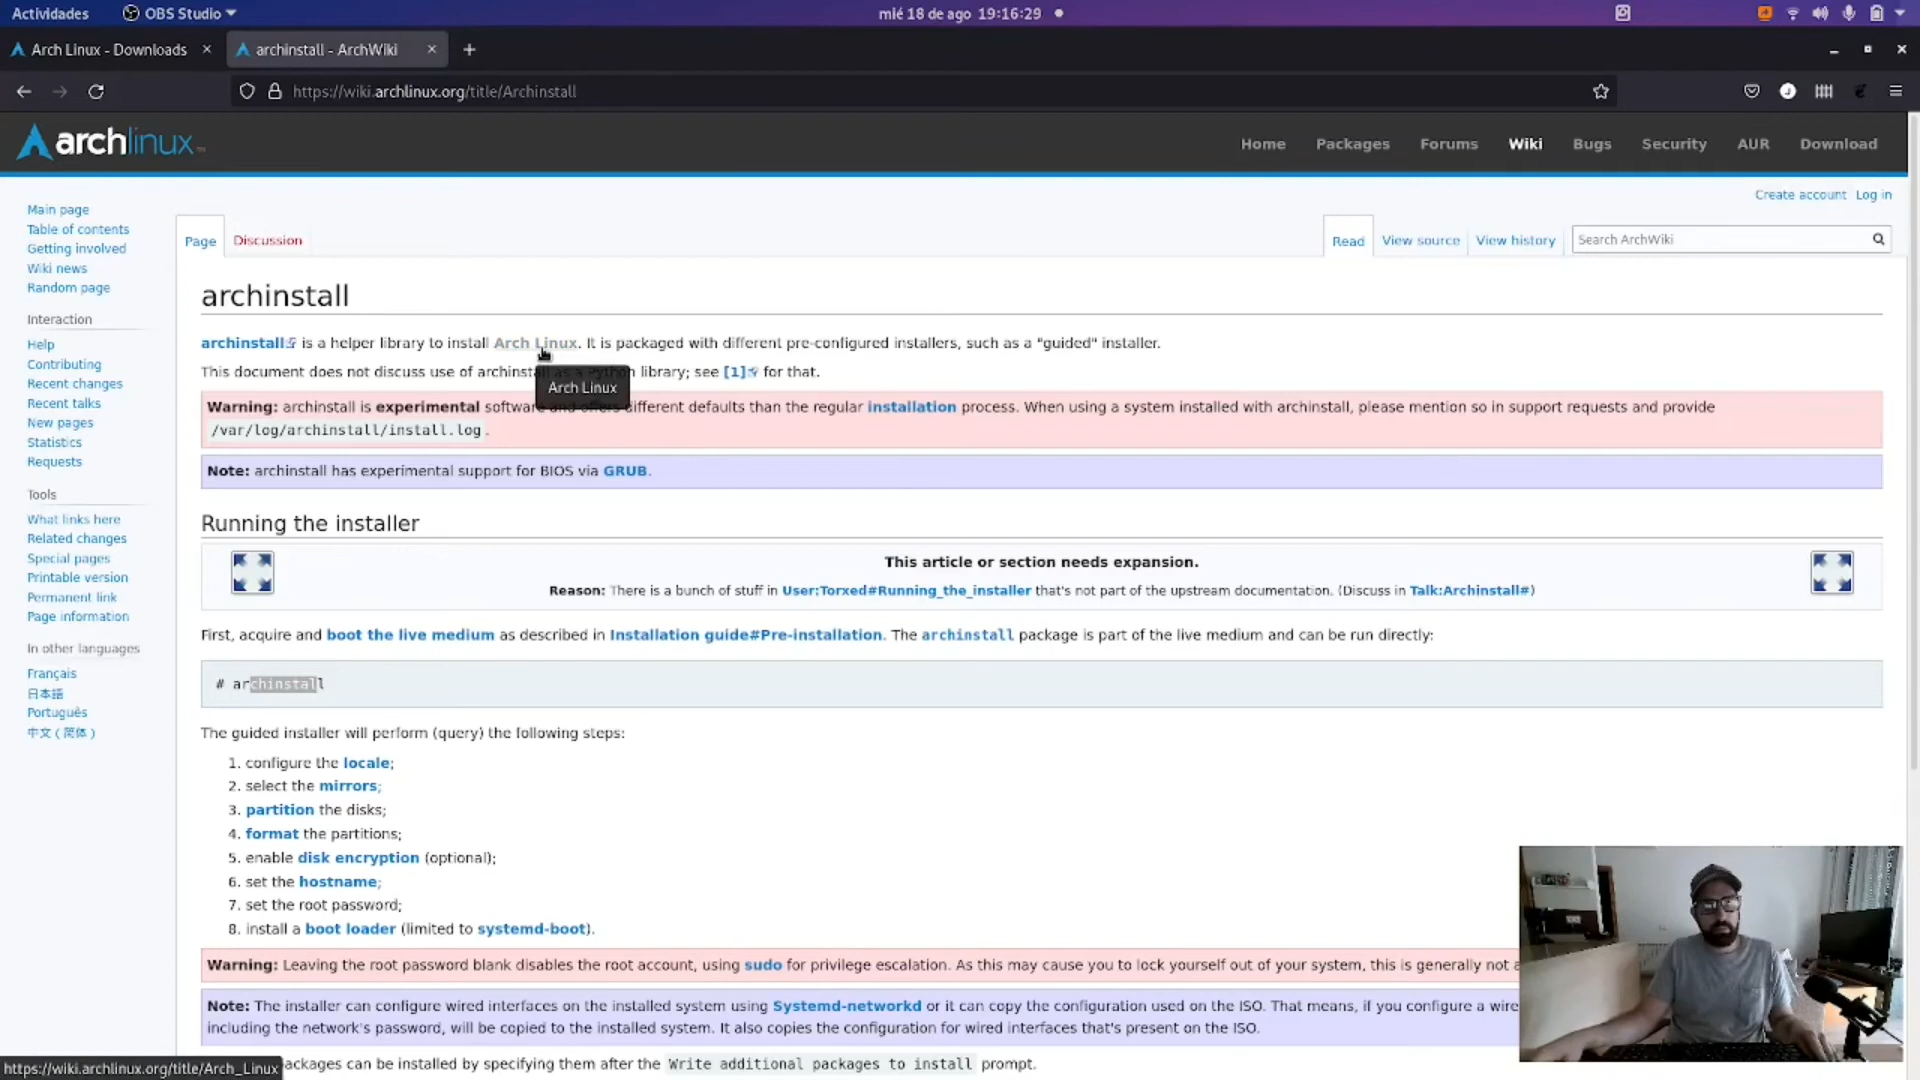 Actividades OBS Studio mié 18 de ago 19:16:29
Arch Linux - Downloads archinstall - ArchWiki
https://wiki.archlinux.org/title/Archinstall
archlinux Home Packages Forums Wiki Bugs Security AUR Download
Create account Log in
Main page
Table of contents
Getting involved
Wiki news
Random page
Interaction
Help
Contributing
Recent changes
Recent talks
New pages
Statistics
Requests
Tools
What links here
Related changes
Special pages
Printable version
Permanent link
Page information
In other languages
Français
日本語
Português
中文（简体）
Page Discussion Read View source View history Search ArchWiki
archinstall
archinstall is a helper library to install Arch Linux. It is packaged with different pre-configured installers, such as a "guided" installer.
This document does not discuss use of archinstall as a Python library; see [1] for that.
Arch Linux
Warning: archinstall is experimental software and offers different defaults than the regular installation process. When using a system installed with archinstall, please mention so in support requests and provide
/var/log/archinstall/install.log.
Note: archinstall has experimental support for BIOS via GRUB.
Running the installer
This article or section needs expansion.
Reason: There is a bunch of stuff in User:Torxed#Running_the_installer that's not part of the upstream documentation. (Discuss in Talk:Archinstall#)
First, acquire and boot the live medium as described in Installation guide#Pre-installation. The archinstall package is part of the live medium and can be run directly:
# archinstall
The guided installer will perform (query) the following steps:
1. configure the locale;
2. select the mirrors;
3. partition the disks;
4. format the partitions;
5. enable disk encryption (optional);
6. set the hostname;
7. set the root password;
8. install a boot loader (limited to systemd-boot).
Warning: Leaving the root password blank disables the root account, using sudo for privilege escalation. As this may cause you to lock yourself out of your system, this is generally not a
Note: The installer can configure wired interfaces on the installed system using Systemd-networkd or it can copy the configuration used on the ISO. That means, if you configure a wire
including the network's password, will be copied to the installed system. It also copies the configuration for wired interfaces that's present on the ISO.
ackages can be installed by specifying them after the Write additional packages to install prompt.
https://wiki.archlinux.org/title/Arch_Linux